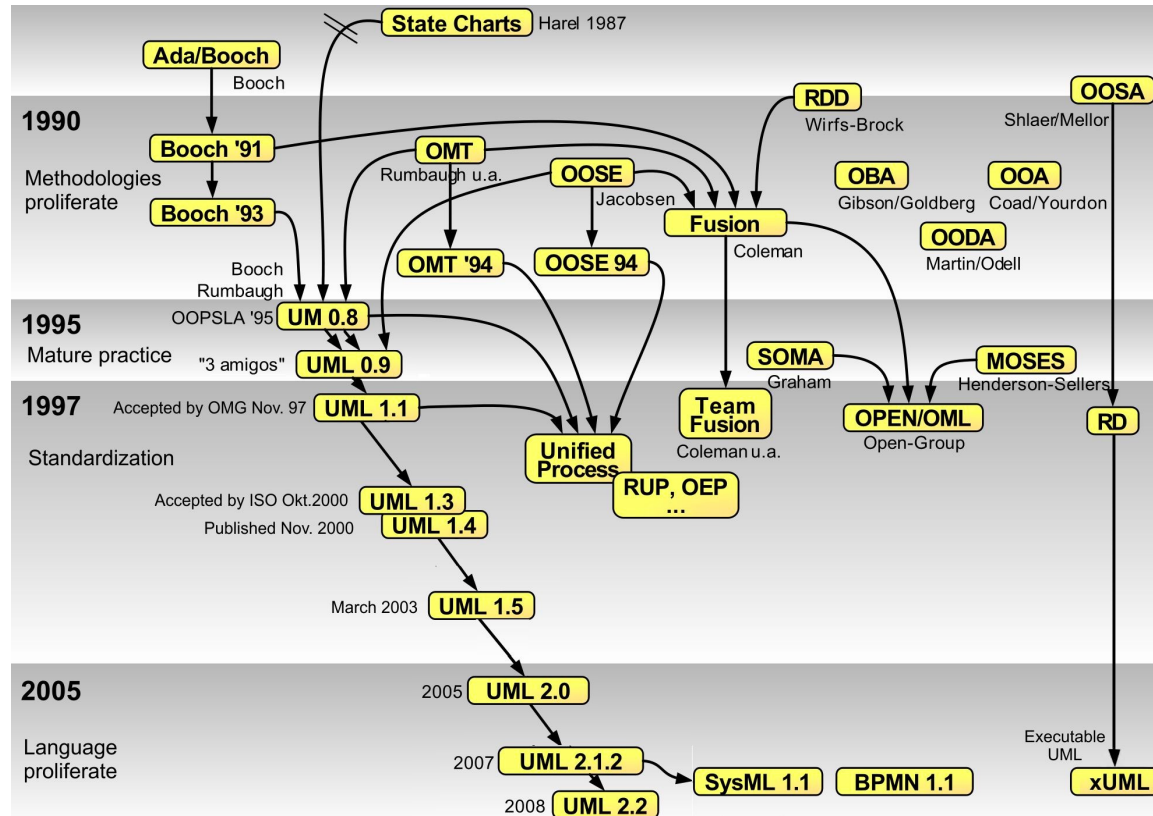 State Charts
Harel 1987
Ada/Booch
Booch
RDD
Wirfs-Brock
OOSA
Shlaer/Mellor
1990
Methodologies
proliferate
Booch '91
OMT
Rumbaugh u.a.
OOSE
Jacobsen
OBA
Gibson/Goldberg
OOA
Coad/Yourdon
Booch '93
Fusion
Coleman
OODA
Martin/Odell
OMT '94
OOSE 94
Booch
Rumbaugh
1995
Mature practice
OOPSLA '95
UM 0.8
"3 amigos"
UML 0.9
SOMA
Graham
MOSES
Henderson-Sellers
1997
Standardization
Accepted by OMG Nov. 97
UML 1.1
Team
Fusion
Coleman u.a.
OPEN/OML
Open-Group
RD
Unified
Process
RUP, OEP
...
Accepted by ISO Okt.2000
UML 1.3
Published Nov. 2000
UML 1.4
March 2003
UML 1.5
2005
Language
proliferate
2005
UML 2.0
2007
UML 2.1.2
SysML 1.1
BPMN 1.1
Executable
UML
xUML
2008
UML 2.2